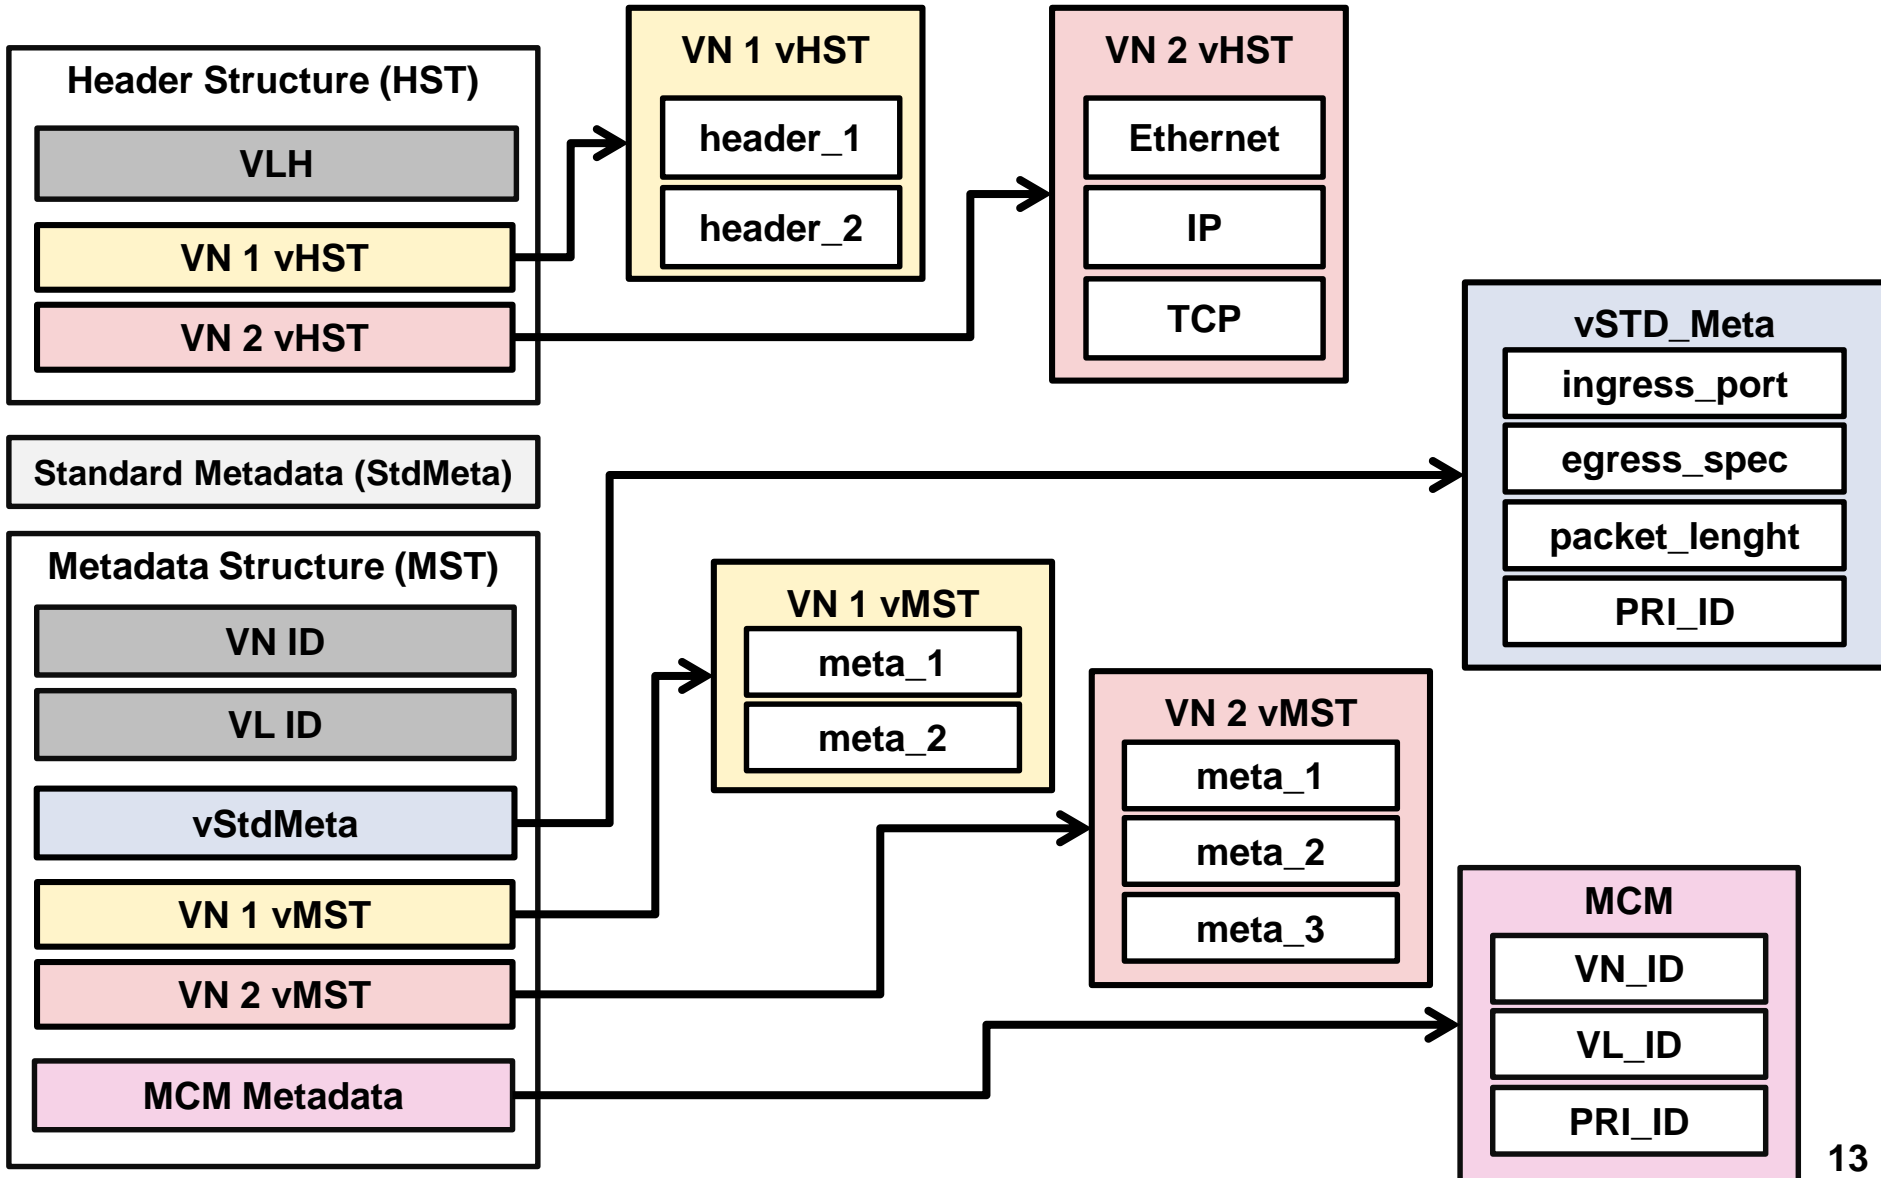 Header Structure (HST)
VLH
VN 1 vHST
VN 2 vHST
VN 1 vHST
header_1
header_2
VN 2 vHST
Ethernet
IP
TCP
Standard Metadata (StdMeta)
vSTD_Meta
ingress_port
egress_spec
packet_lenght
PRI_ID
Metadata Structure (MST)
VN ID
VL ID
vStdMeta
VN 1 vMST
VN 2 vMST
MCM Metadata
VN 1 vMST
meta_1
meta_2
VN 2 vMST
meta_1
meta_2
meta_3
MCM
VN_ID
VL_ID
PRI_ID
13